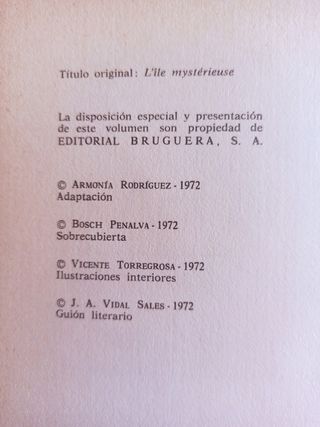 Título original: L'île mystérieuse
La disposición especial y presentación
de este volumen son propiedad de
EDITORIAL BRUGUERA, S. A.
© ARMONÍA RODRÍGUEZ - 1972
Adaptación
© BOSCH PENALVA - 1972
Sobrecubierta
© VICENTE TORREGROSA - 1972
Ilustraciones interiores
© J. A. VIDAL SALES - 1972
Guión literario